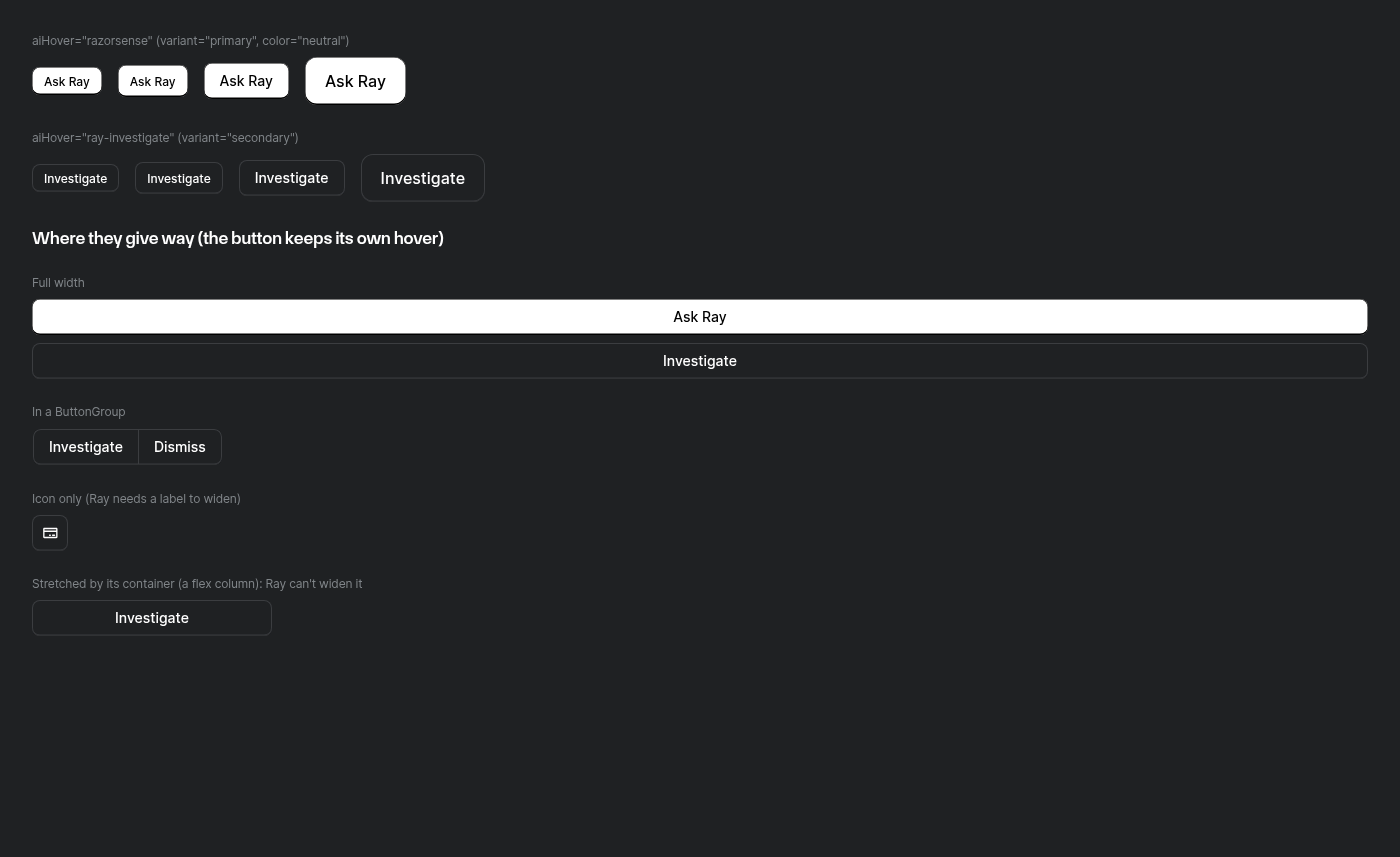 aiHover="razorsense" (variant="primary", color="neutral")
Ask Ray Ask Ray Ask Ray Ask Ray
aiHover="ray-investigate" (variant="secondary")
Investigate Investigate Investigate Investigate
Where they give way (the button keeps its own hover)
Full width
Ask Ray
Investigate
In a ButtonGroup
Investigate Dismiss
Icon only (Ray needs a label to widen)
Stretched by its container (a flex column): Ray can't widen it
Investigate